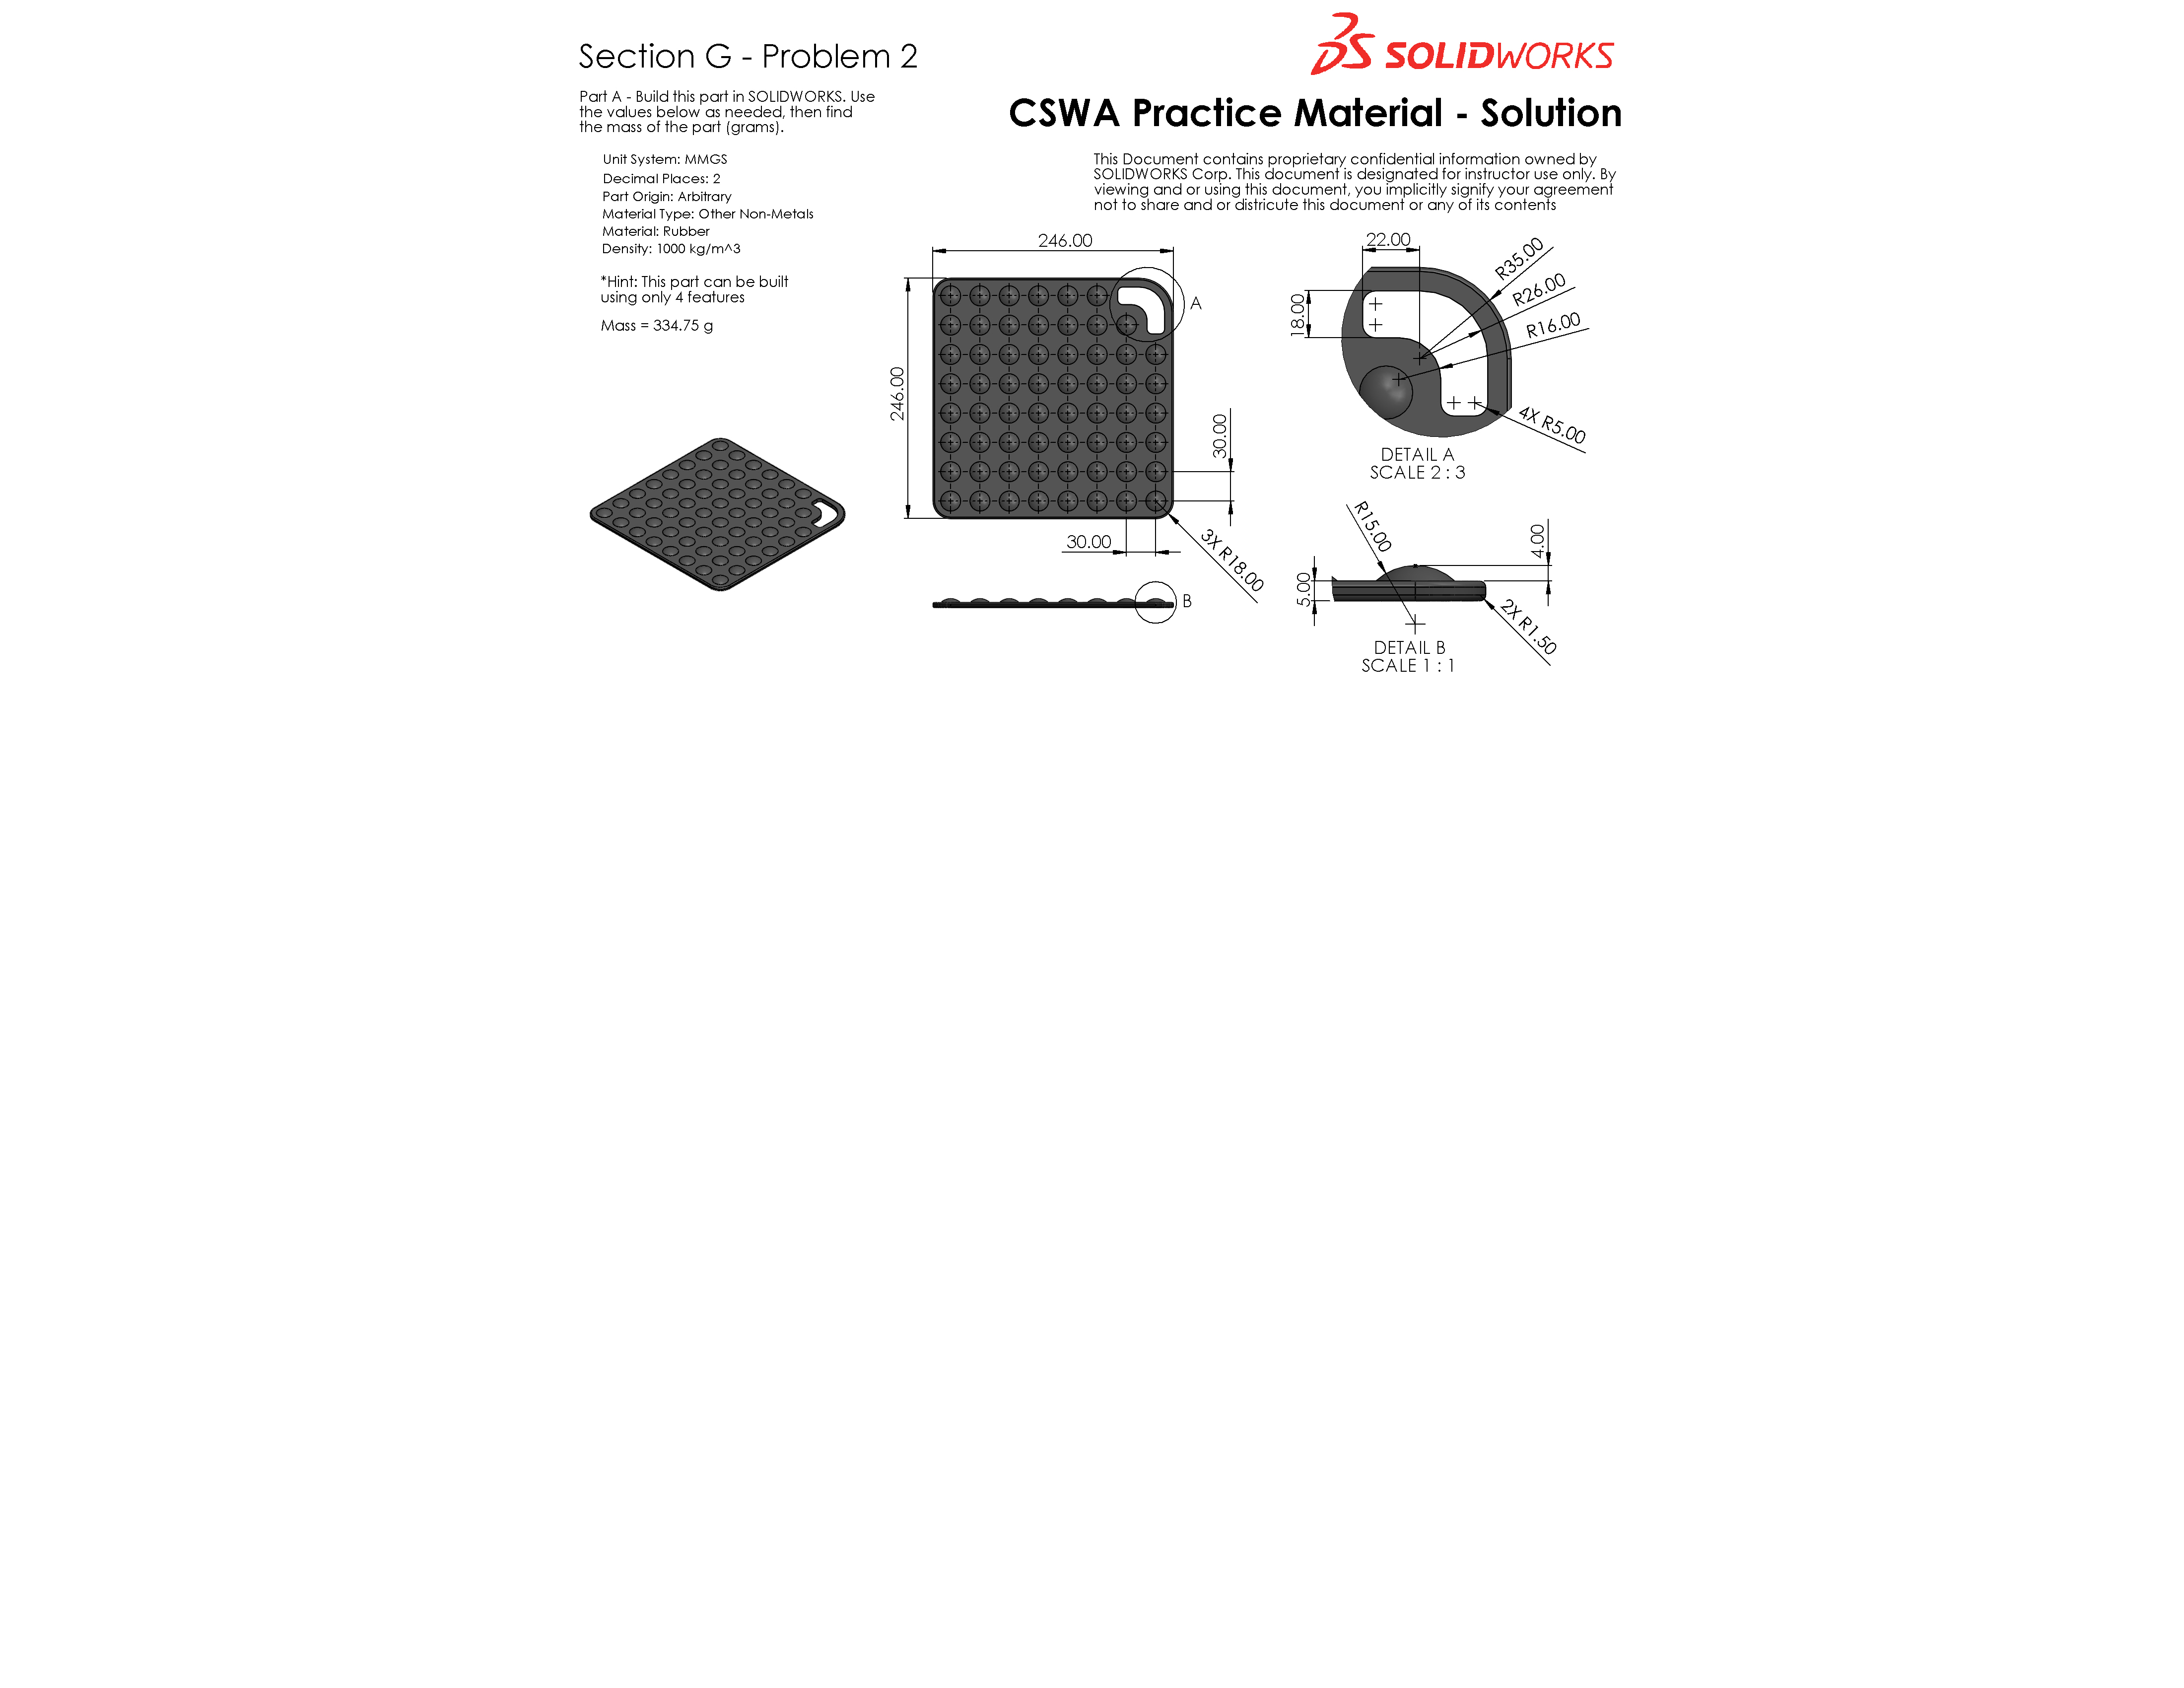 Section G - Problem 2
Part A - Build this part in SOLIDWORKS. Use
the values below as needed, then find
the mass of the part (grams).
Unit System: MMGS
Decimal Places: 2
Part Origin: Arbitrary
Material Type: Other Non-Metals
Material: Rubber
Density: 1000 kg/m^3
*Hint: This part can be built
using only 4 features
Mass = 334.75 g
SOLIDWORKS
CSWA Practice Material - Solution
This Document contains proprietary confidential information owned by
SOLIDWORKS Corp. This document is designated for instructor use only. By
viewing and or using this document, you implicitly signify your agreement
not to share and or districute this document or any of its contents
246.00
246.00
A
30.00
30.00
3X R18.00
B
22.00
18.00
R35.00
R26.00
R16.00
4X R5.00
DETAIL A
SCALE 2 : 3
R15.00
4.00
5.00
2X R1.50
DETAIL B
SCALE 1 : 1